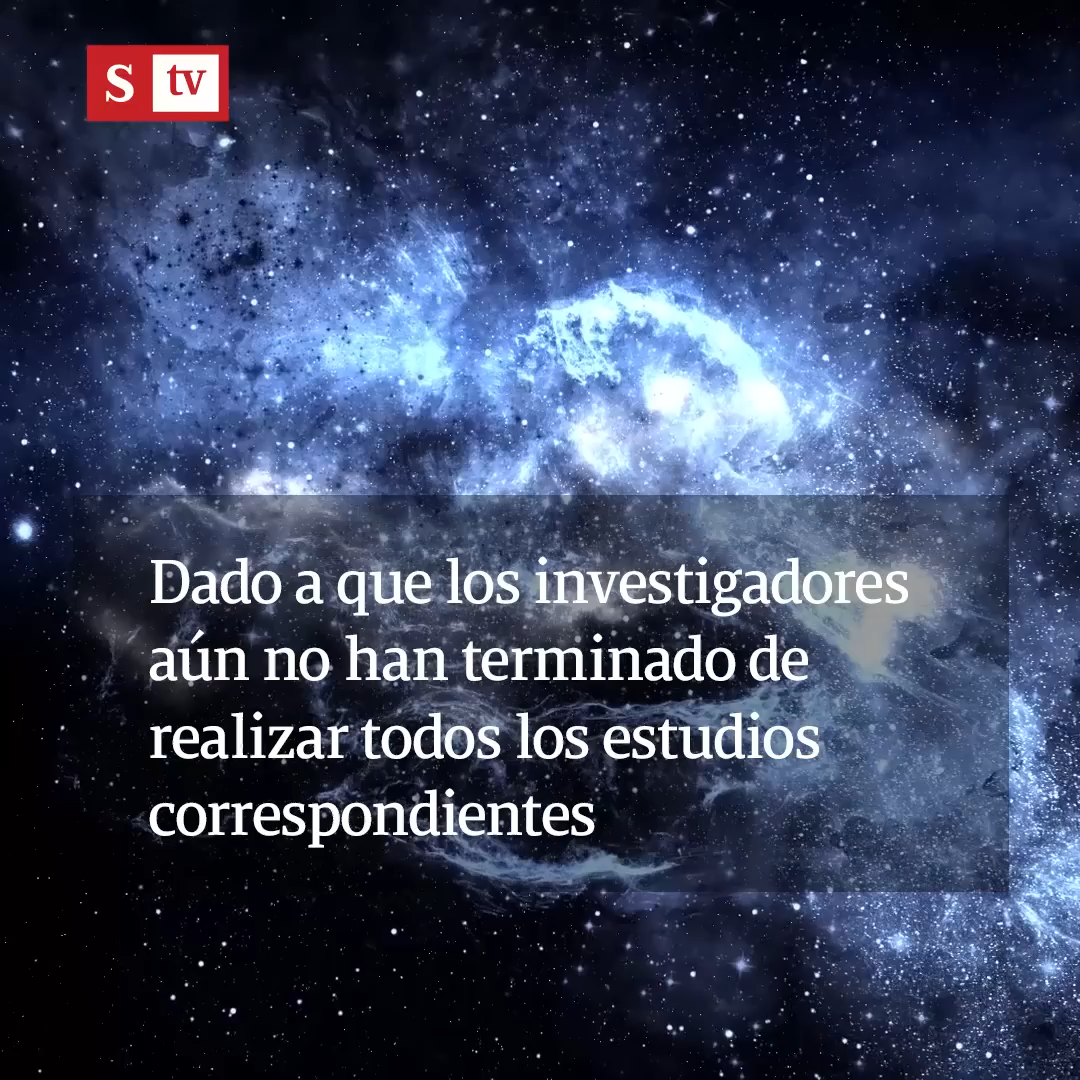 S tv
Dado a que los investigadores
aún no han terminado de
realizar todos los estudios
correspondientes